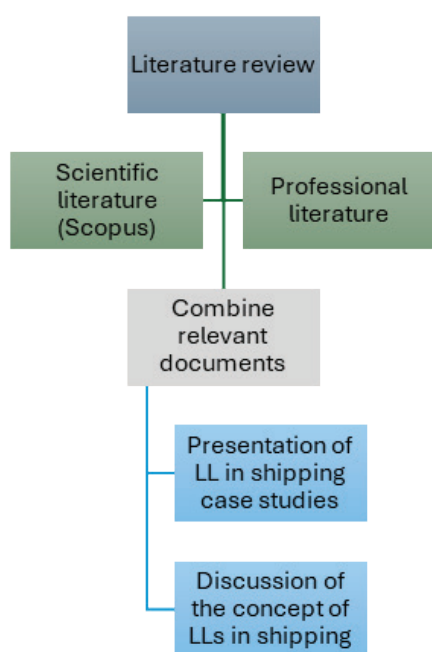 Literature review
Scientific
literature
(Scopus)
Professional
literature
Combine
relevant
documents
Presentation of
LL in shipping
case studies
Discussion of
the concept of
LLs in shipping